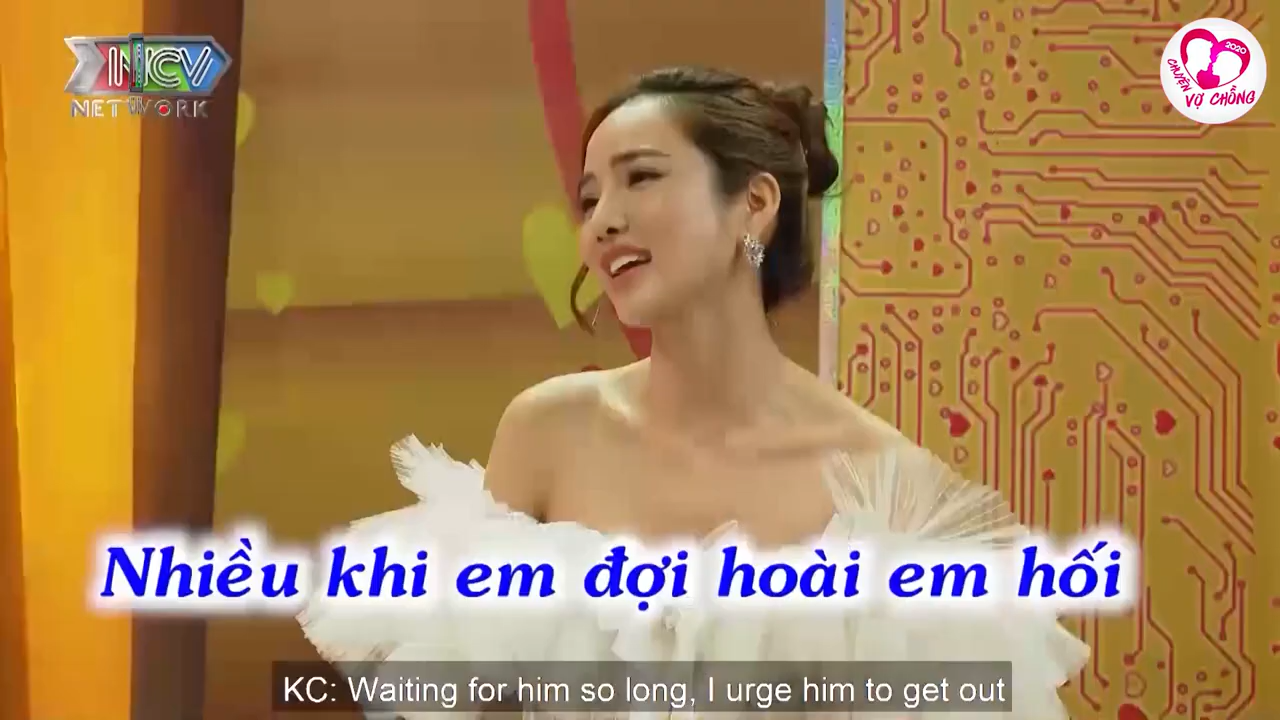 MCV
NETWORK
2020
CHUYỆN
VỢ CHỒNG
Nhiều khi em đợi hoài em hối
KC: Waiting for him so long, I urge him to get out